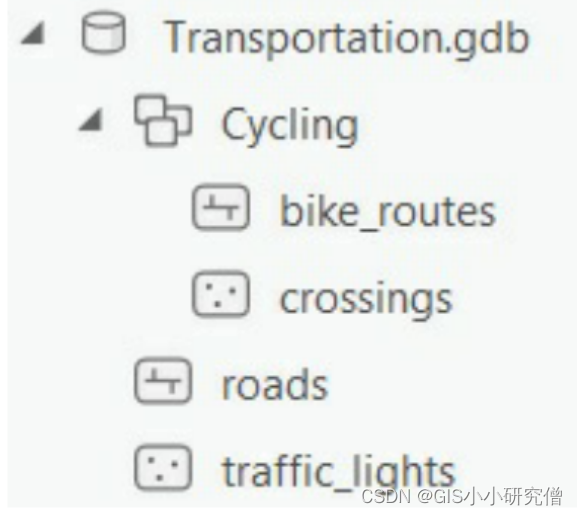 Transportation.gdb
Cycling
bike_routes
crossings
roads
traffic_lights
CSDN @GIS小小研究僧